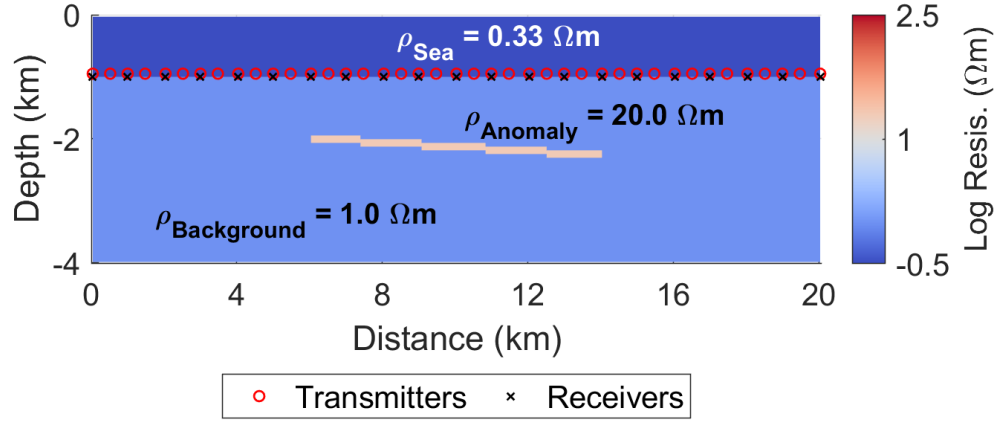 0
-2
-4
Depth (km)
ρSea = 0.33 Ωm
ρAnomaly = 20.0 Ωm
ρBackground = 1.0 Ωm
0 4 8 12 16 20
Distance (km)
2.5
1
-0.5
Log Resis. (Ωm)
Transmitters Receivers